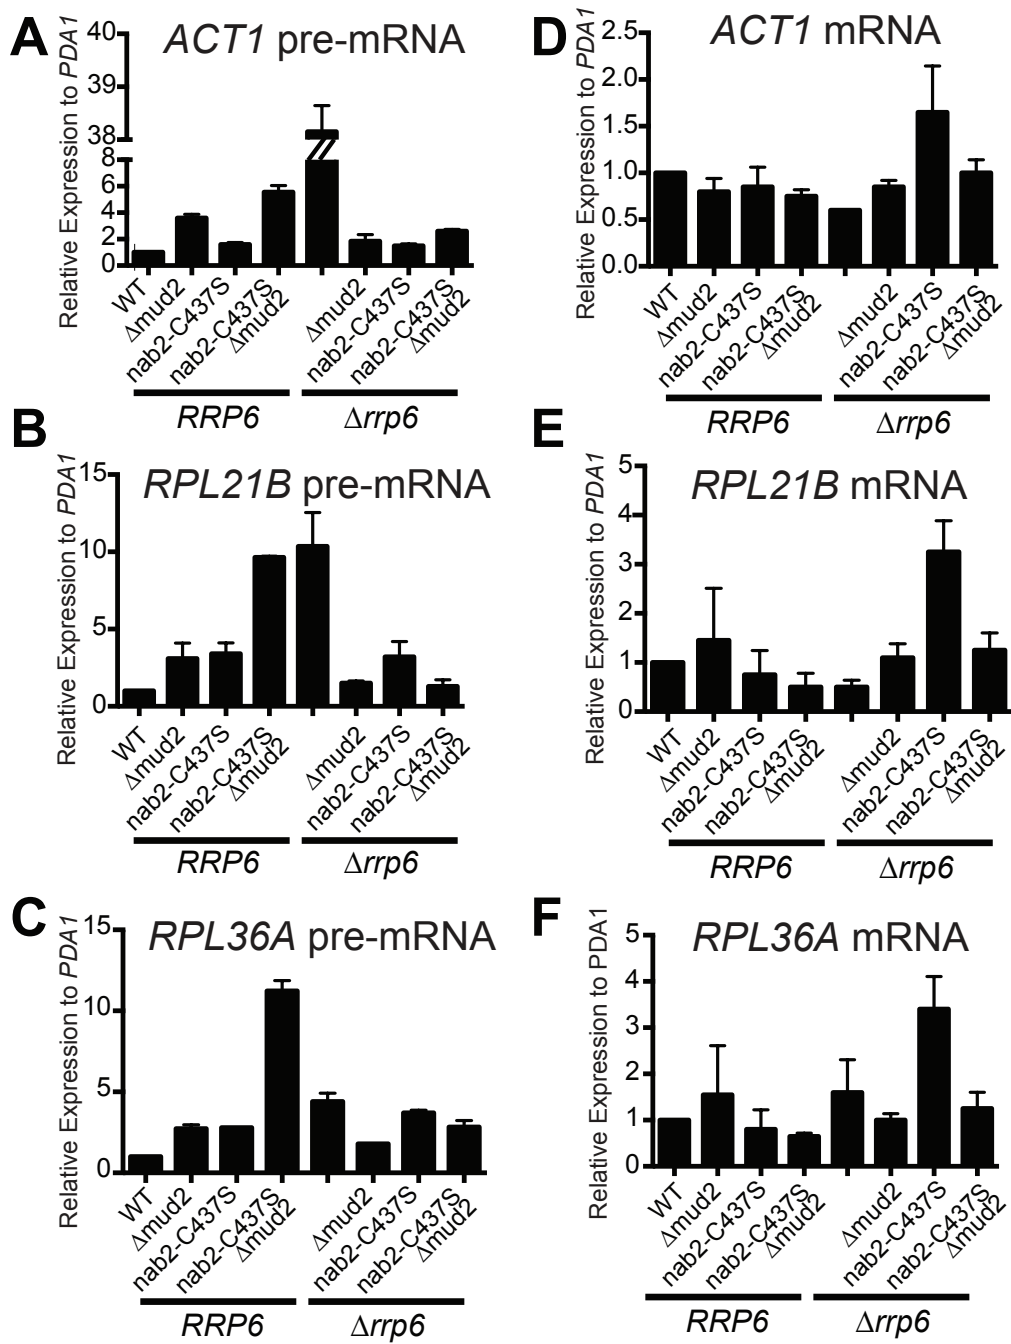 A
ACT1 pre-mRNA
Relative Expression to PDA1
40
39
38
8
6
4
2
0
WT
Δmud2
nab2-C437S
nab2-C437S
Δmud2
Δmud2
nab2-C437S
nab2-C437S
Δmud2
RRP6
Δrrp6
D
ACT1 mRNA
Relative Expression to PDA1
2.5
2.0
1.5
1.0
0.5
0.0
WT
Δmud2
nab2-C437S
nab2-C437S
Δmud2
Δmud2
nab2-C437S
nab2-C437S
Δmud2
RRP6
Δrrp6
B
RPL21B pre-mRNA
Relative Expression to PDA1
15
10
5
0
WT
Δmud2
nab2-C437S
nab2-C437S
Δmud2
Δmud2
nab2-C437S
nab2-C437S
Δmud2
RRP6
Δrrp6
E
RPL21B mRNA
Relative Expression to PDA1
5
4
3
2
1
0
WT
Δmud2
nab2-C437S
nab2-C437S
Δmud2
Δmud2
nab2-C437S
nab2-C437S
Δmud2
RRP6
Δrrp6
C
RPL36A pre-mRNA
Relative Expression to PDA1
15
10
5
0
WT
Δmud2
nab2-C437S
nab2-C437S
Δmud2
Δmud2
nab2-C437S
nab2-C437S
Δmud2
RRP6
Δrrp6
F
RPL36A mRNA
Relative Expression to PDA1
5
4
3
2
1
0
WT
Δmud2
nab2-C437S
nab2-C437S
Δmud2
Δmud2
nab2-C437S
nab2-C437S
Δmud2
RRP6
Δrrp6